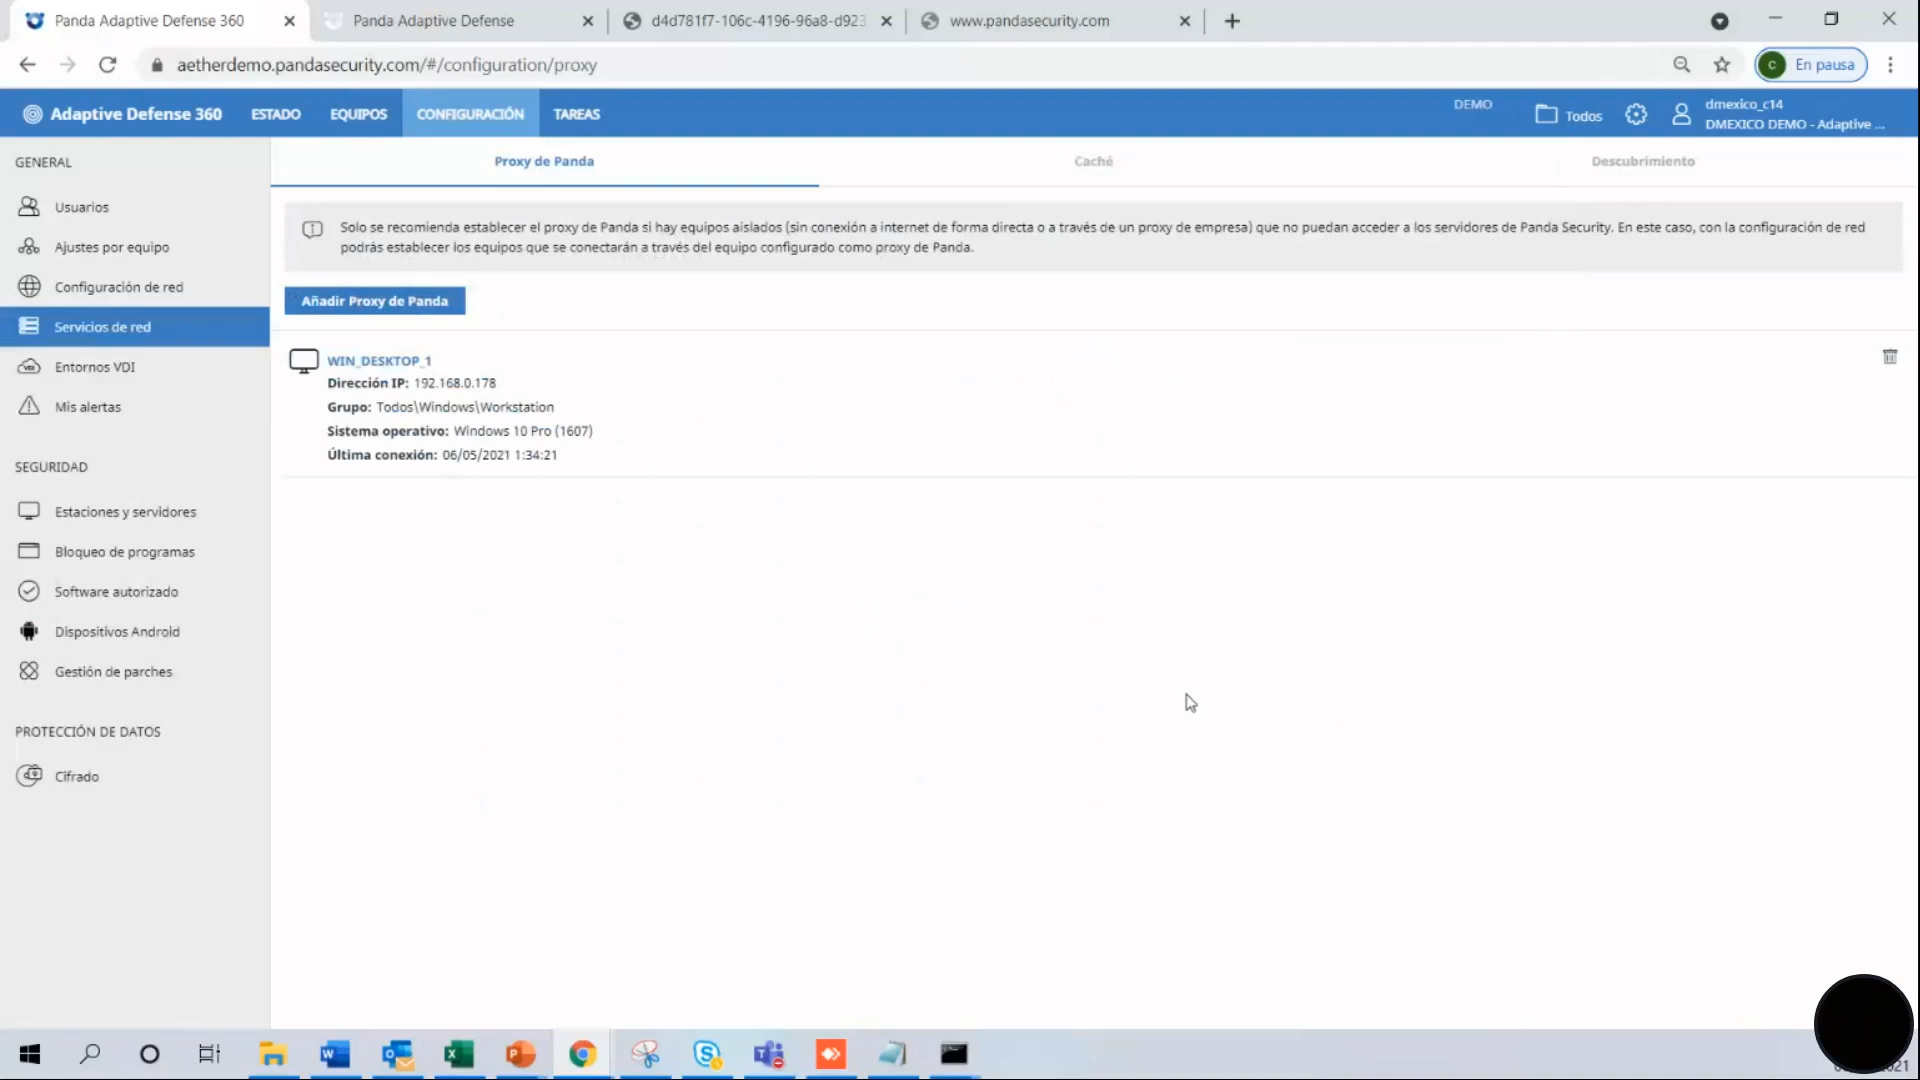 Panda Adaptive Defense 360
Panda Adaptive Defense
d4d781f7-106c-4196-96a8-d923
www.pandasecurity.com
aetherdemo.pandasecurity.com/#/configuration/proxy
c
En pausa
Adaptive Defense 360
ESTADO
EQUIPOS
CONFIGURACIÓN
TAREAS
DEMO
Todos
dmexico_c14
DMEXICO DEMO - Adaptive ...
GENERAL
Usuarios
Ajustes por equipo
Configuración de red
Servicios de red
Entornos VDI
Mis alertas
SEGURIDAD
Estaciones y servidores
Bloqueo de programas
Software autorizado
Dispositivos Android
Gestión de parches
PROTECCIÓN DE DATOS
Cifrado
Proxy de Panda
Caché
Descubrimiento
Solo se recomienda establecer el proxy de Panda si hay equipos aislados (sin conexión a internet de forma directa o a través de un proxy de empresa) que no puedan acceder a los servidores de Panda Security. En este caso, con la configuración de red
podrás establecer los equipos que se conectarán a través del equipo configurado como proxy de Panda.
Añadir Proxy de Panda
WIN_DESKTOP_1
Dirección IP: 192.168.0.178
Grupo: Todos\Windows\Workstation
Sistema operativo: Windows 10 Pro (1607)
Última conexión: 06/05/2021 1:34:21